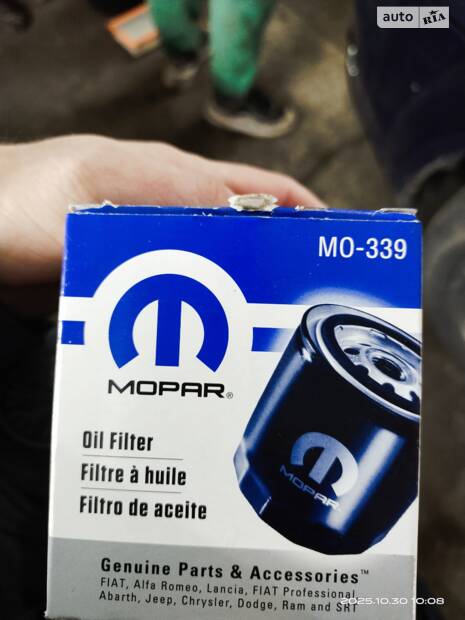 auto RIA
MO-339
MOPAR®
Oil Filter
Filtre à huile
Filtro de aceite
MOPAR
Genuine Parts & Accessories™
FIAT, Alfa Romeo, Lancia, FIAT Professional
Abarth, Jeep, Chrysler, Dodge, Ram and SRT
2025.10.30 10:08